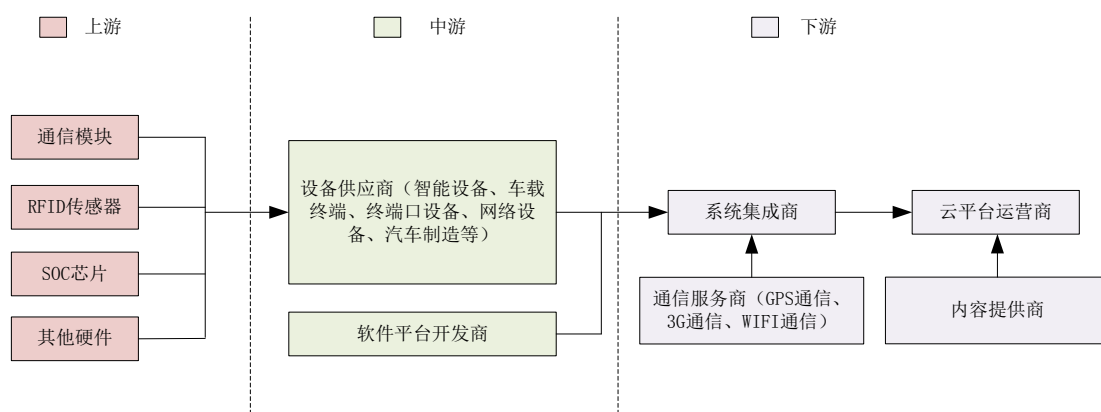 上游
中游
下游
通信模块
RFID传感器
SOC芯片
其他硬件
设备供应商（智能设备、车载
终端、终端口设备、网络设
备、汽车制造等）
软件平台开发商
系统集成商
云平台运营商
通信服务商（GPS通信、
3G通信、WIFI通信）
内容提供商